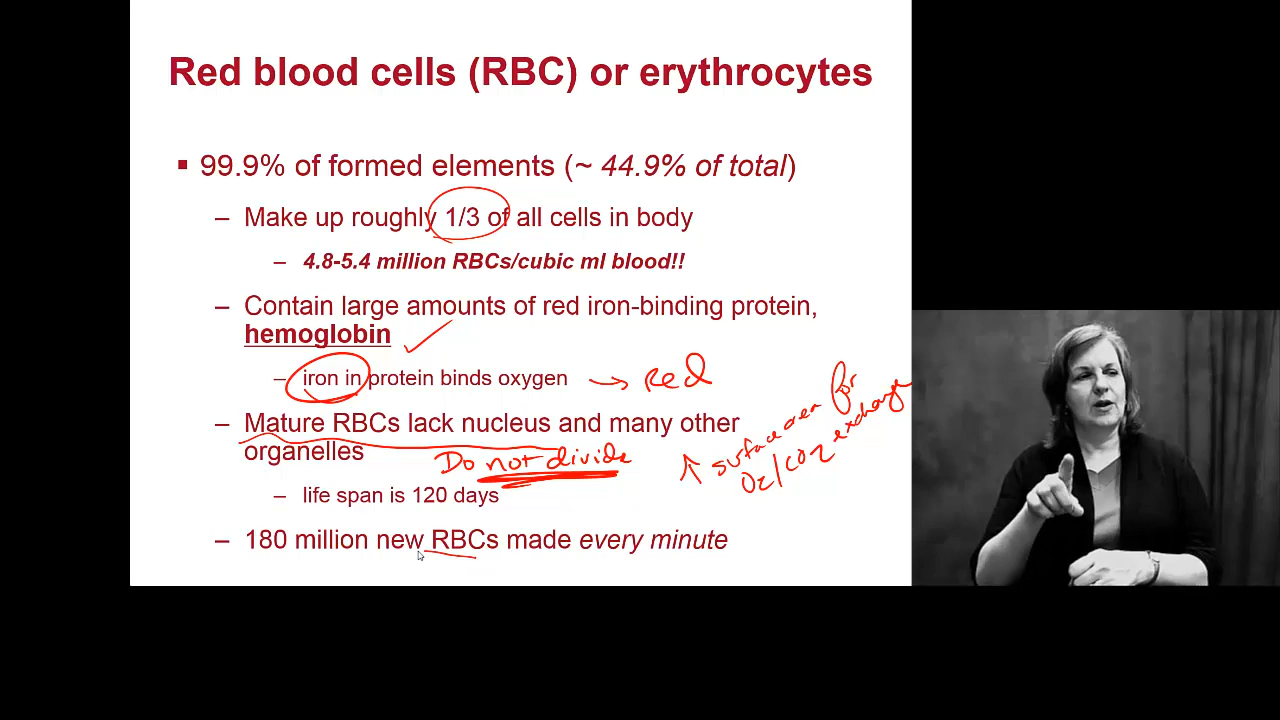 Red blood cells (RBC) or erythrocytes
▪ 99.9% of formed elements (~ 44.9% of total)
– Make up roughly 1/3 of all cells in body
– 4.8-5.4 million RBCs/cubic ml blood!!
– Contain large amounts of red iron-binding protein,
hemoglobin
– iron in protein binds oxygen → Red
– Mature RBCs lack nucleus and many other
organelles
Do not divide
↑ surface area for
O2/CO2 exchange
– life span is 120 days
– 180 million new RBCs made every minute